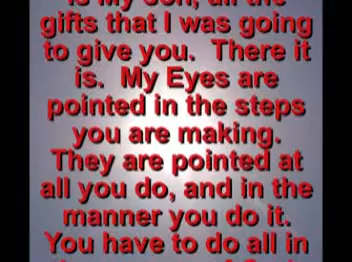 is My Son, all the
gifts that I was going
to give you. There it
is. My Eyes are
pointed in the steps
you are making.
They are pointed at
all you do, and in the
manner you do it.
You have to do all in